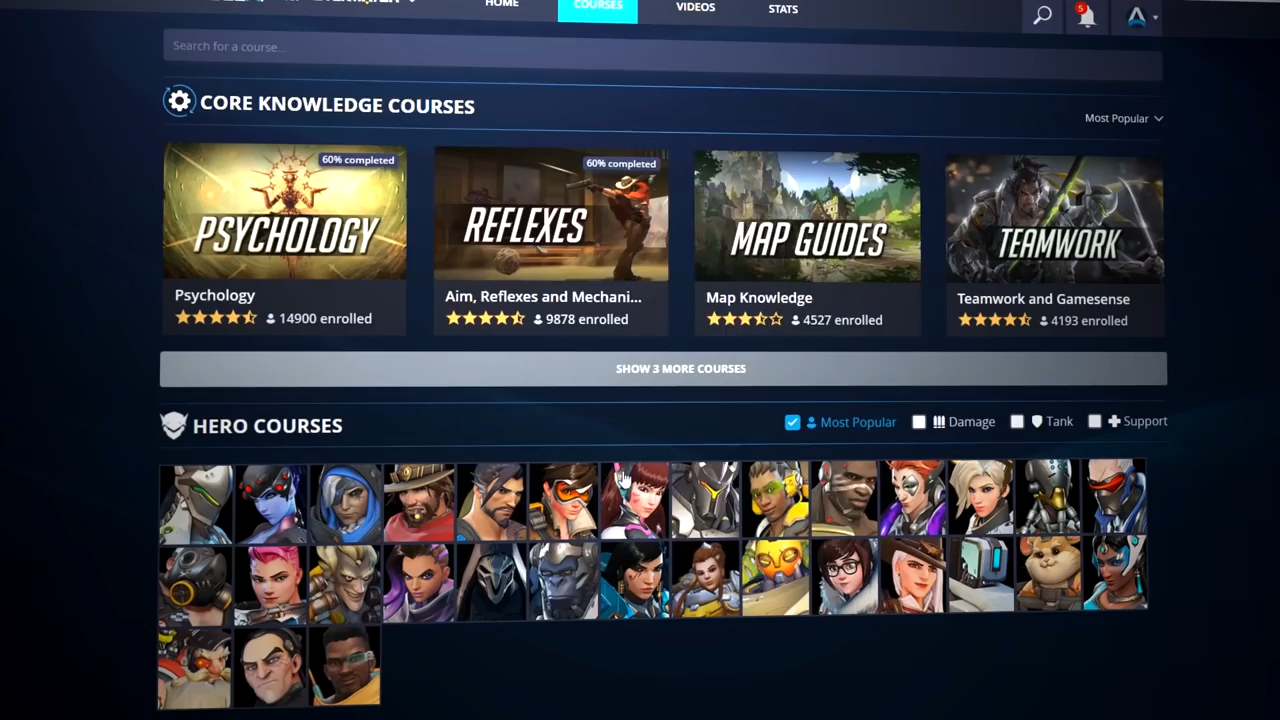 HOME
COURSES
VIDEOS
STATS
5
Search for a course...
CORE KNOWLEDGE COURSES
Most Popular
60% completed
PSYCHOLOGY
Psychology
14900 enrolled
60% completed
REFLEXES
Aim, Reflexes and Mechani...
9878 enrolled
MAP GUIDES
Map Knowledge
4527 enrolled
TEAMWORK
Teamwork and Gamesense
4193 enrolled
SHOW 3 MORE COURSES
HERO COURSES
Most Popular
Damage
Tank
Support